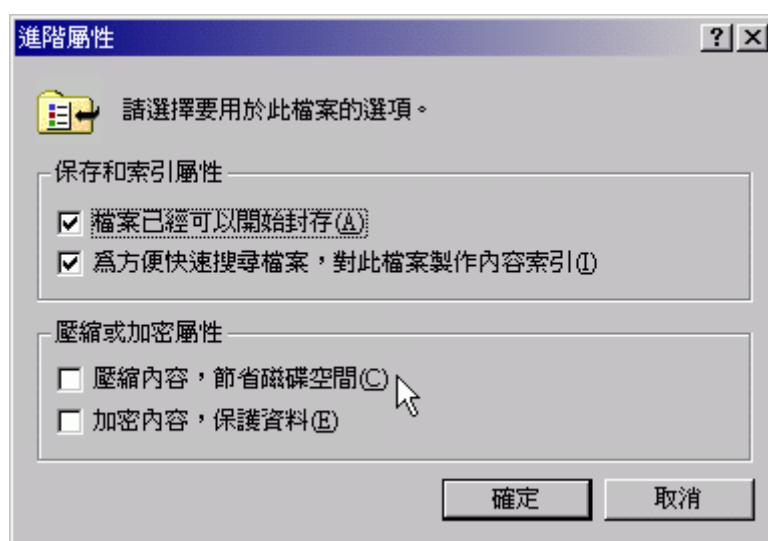 進階屬性
請選擇要用於此檔案的選項。
保存和索引屬性
檔案已經可以開始封存(A)
為方便快速搜尋檔案，對此檔案製作內容索引(I)
壓縮或加密屬性
壓縮內容，節省磁碟空間(C)
加密內容，保護資料(E)
確定
取消